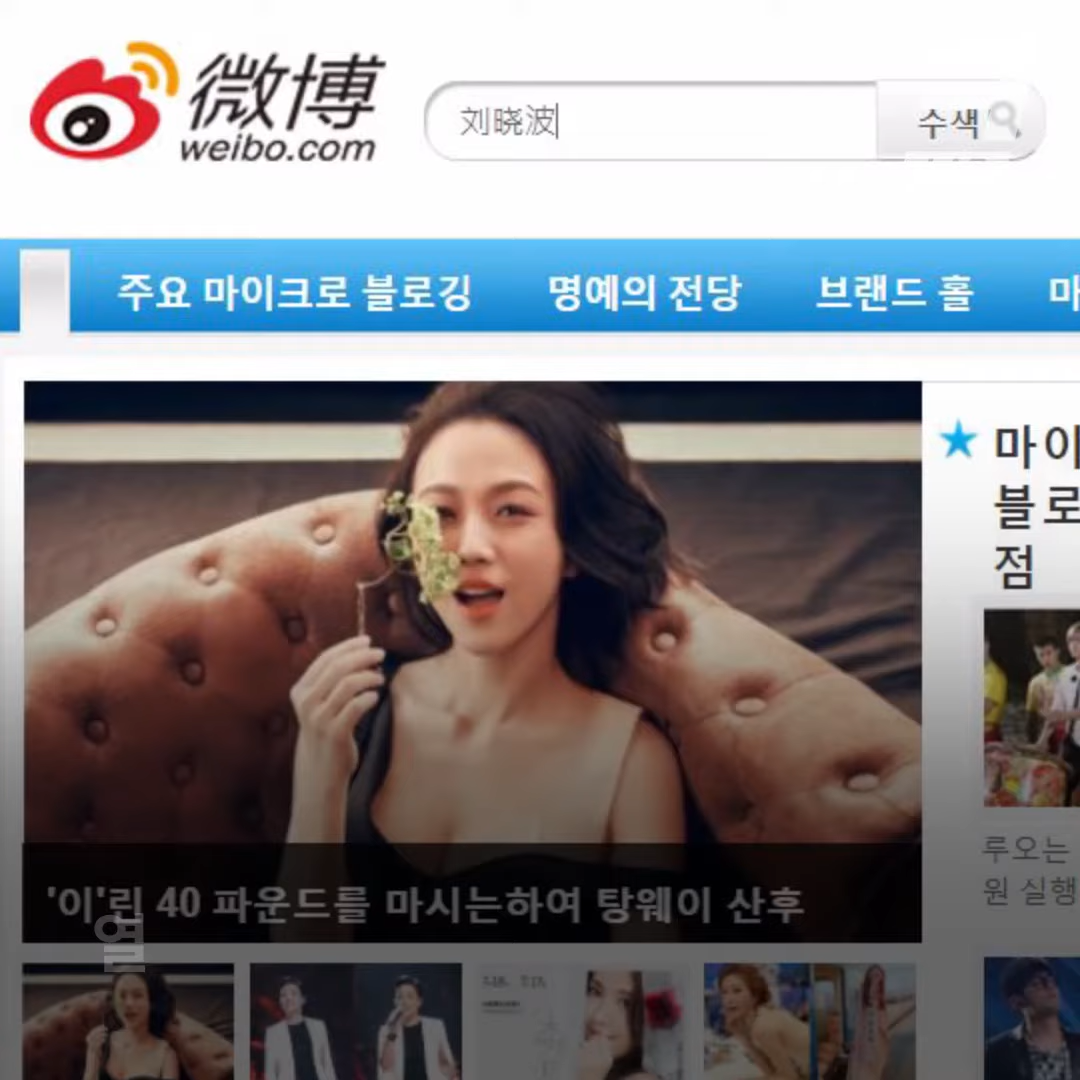 微博
weibo.com
刘晓波
수색
주요 마이크로 블로깅
명예의 전당
브랜드 홀
마
마이
블로
점
루오는
원 실행
'이'린 40 파운드를 마시는하여 탕웨이 산후